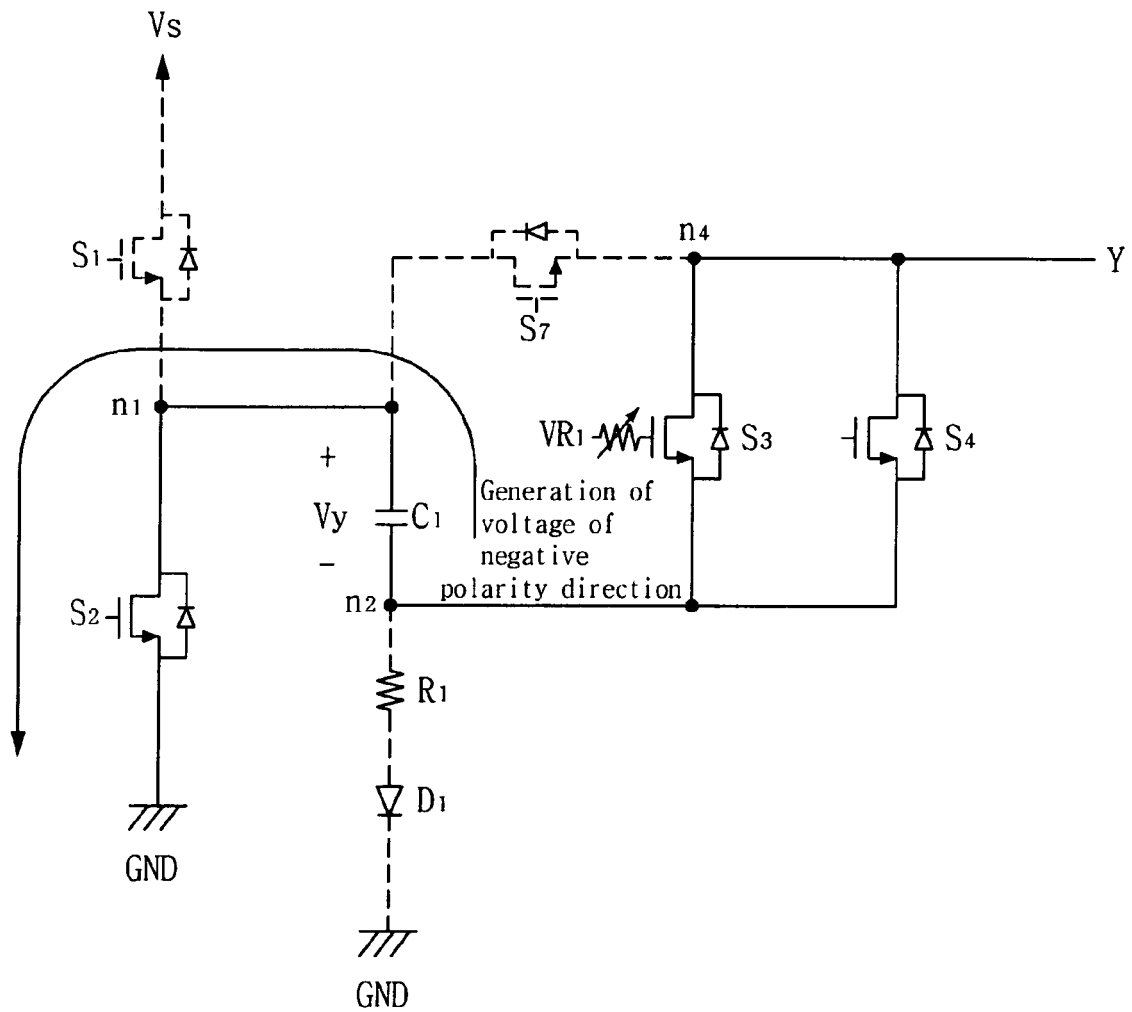 Vs
S1
n4
Y
S7
n1
VR1
S3
S4
+
Vy
-
C1
Generation of
voltage of
negative
polarity direction
S2
n2
R1
D1
GND
GND